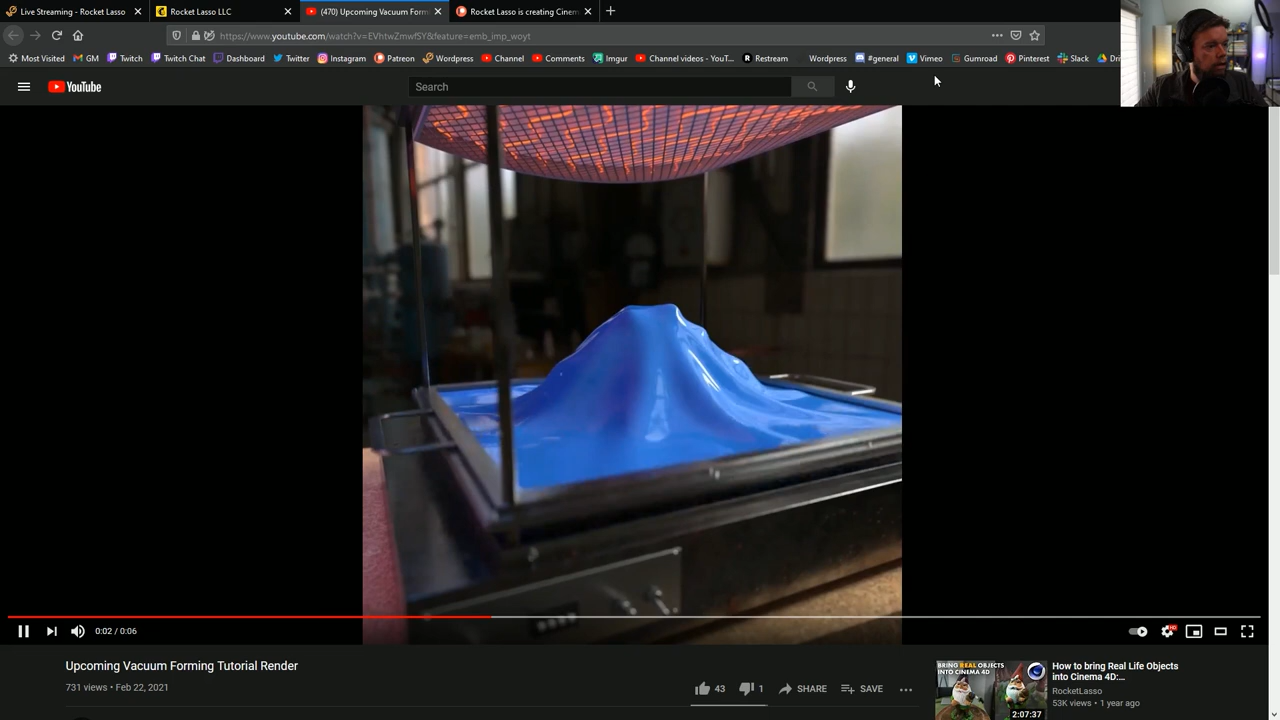 Live Streaming - Rocket Lasso
Rocket Lasso LLC
(470) Upcoming Vacuum Form
Rocket Lasso is creating Cinem
https://www.youtube.com/watch?v=EVhtwZmwfSY&feature=emb_imp_woyt
Most Visited GM Twitch Twitch Chat Dashboard Twitter Instagram Patreon Wordpress Channel Comments Imgur Channel videos - YouT... Restream Wordpress #general Vimeo Gumroad Pinterest Slack Dri
YouTube
Search
0:02 / 0:06
HD
Upcoming Vacuum Forming Tutorial Render
731 views • Feb 22, 2021
43 1 SHARE SAVE
BRING REAL OBJECTS
INTO CINEMA 4D
2:07:37
How to bring Real Life Objects
into Cinema 4D:...
RocketLasso
53K views • 1 year ago